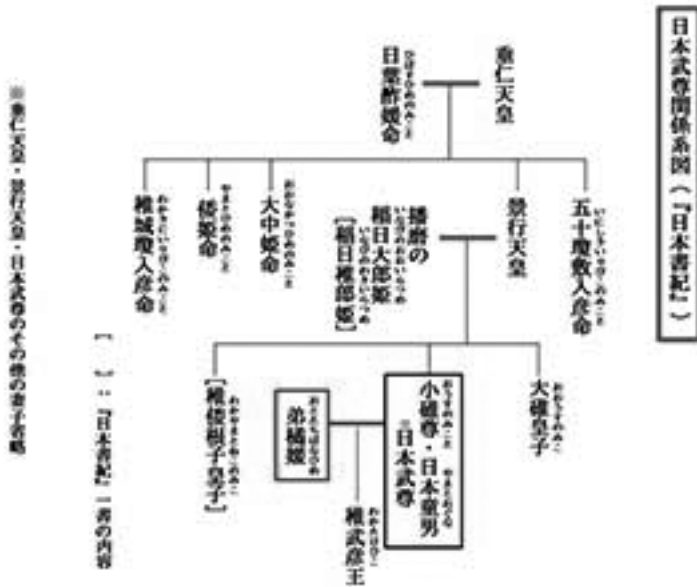 日本武尊関係系図（『日本書紀』）
垂仁天皇
ひばすひめのみこと
日葉酢媛命
いにしきいりびこのみこと
五十瓊敷入彦命
景行天皇
おおなかつひめのみこと
大中姫命
やまとひめのみこと
倭姫命
わかきにいりびこのみこと
稚城瓊入彦命
播磨の
いなびのおおいらつめ
稲日大郎姫
いなびのわきいらつめ
［稲日稚郎姫］
おおうすのみこ
大碓皇子
おうすのみこと やまとおぐな
小碓尊・日本童男
※日本武尊
おとたちばなひめ
弟橘媛
わかやまとねこのみこ
［稚倭根子皇子］
わかたけひこ
稚武彦王
［　］：『日本書紀』一書の内容
※垂仁天皇・景行天皇・日本武尊のその他の妻子省略